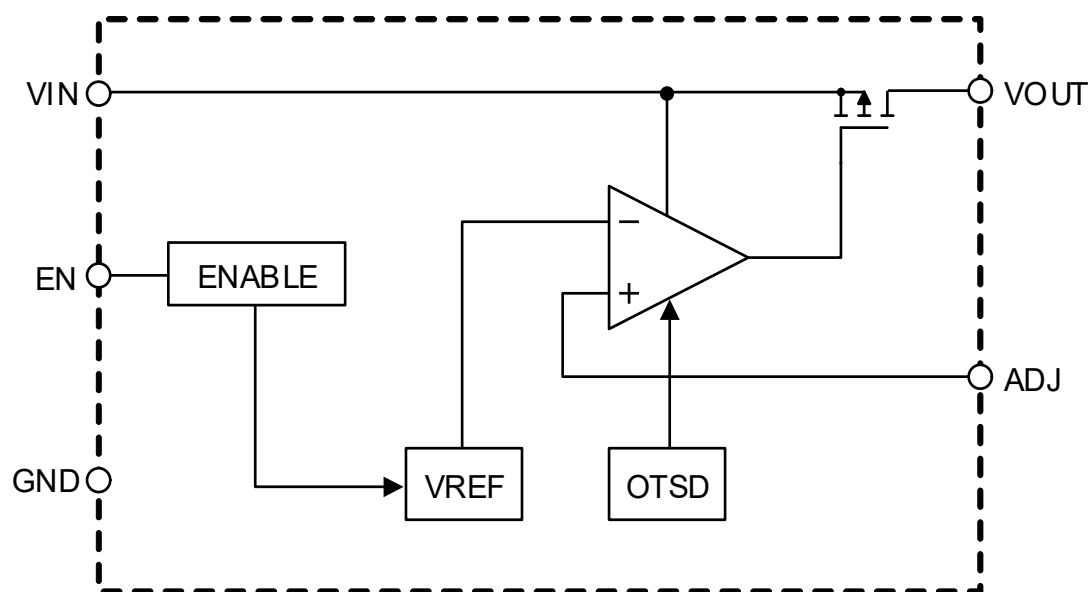 VIN
VOUT
−
EN
ENABLE
+
ADJ
GND
VREF
OTSD